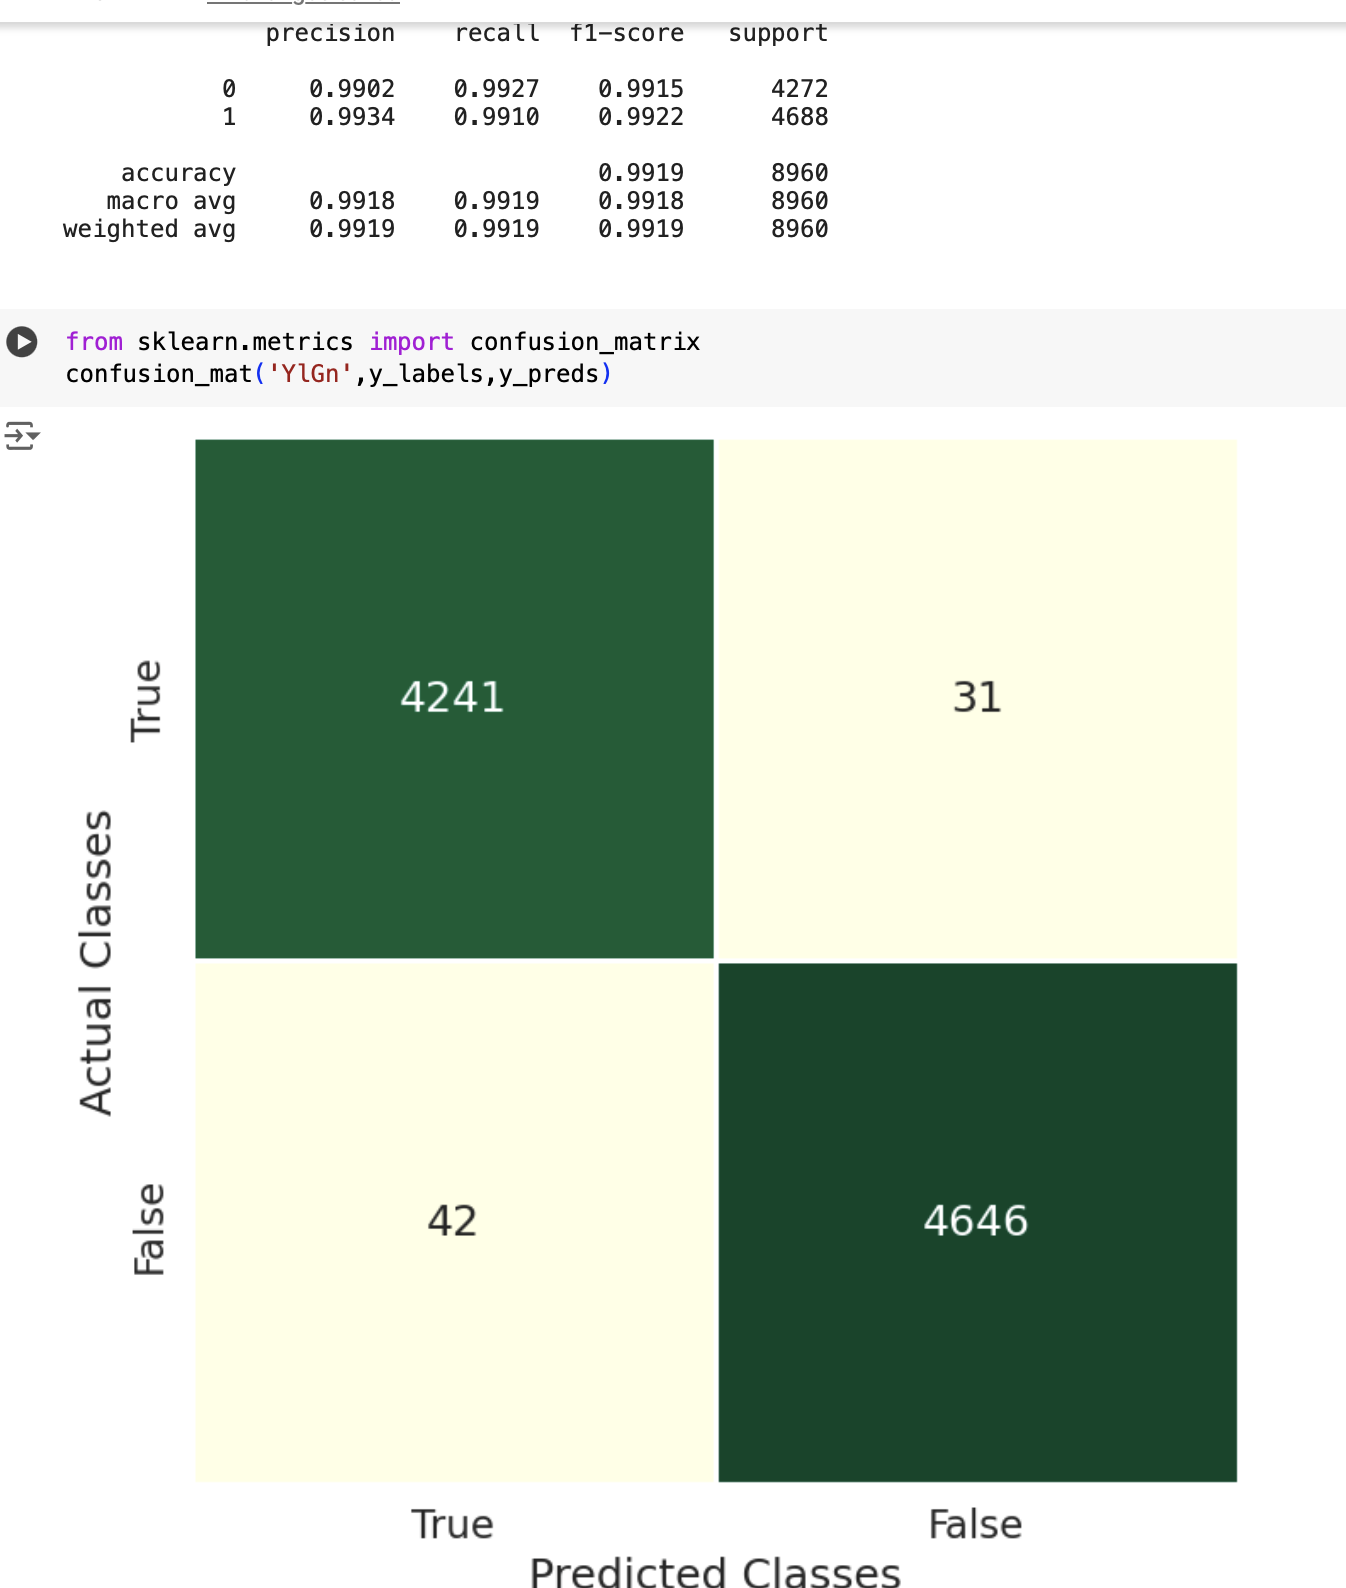 precision recall f1-score support
0 0.9902 0.9927 0.9915 4272
1 0.9934 0.9910 0.9922 4688
accuracy 0.9919 8960
macro avg 0.9918 0.9919 0.9918 8960
weighted avg 0.9919 0.9919 0.9919 8960
from sklearn.metrics import confusion_matrix
confusion_mat('YlGn',y_labels,y_preds)
True
4241
31
Actual Classes
False
42
4646
True
False
Predicted Classes